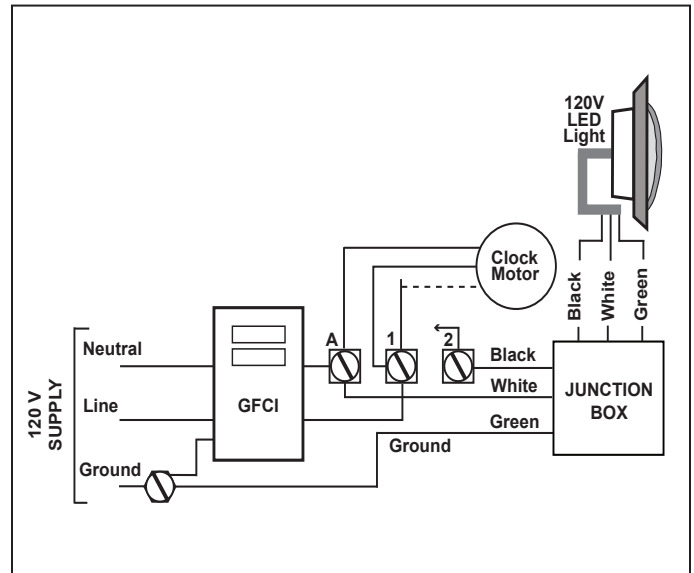 120V
LED
Light
Clock
Motor
Black
White
Green
A
1
2
Neutral
Line
Ground
120 V
SUPPLY
GFCI
Black
White
Green
Ground
JUNCTION
BOX